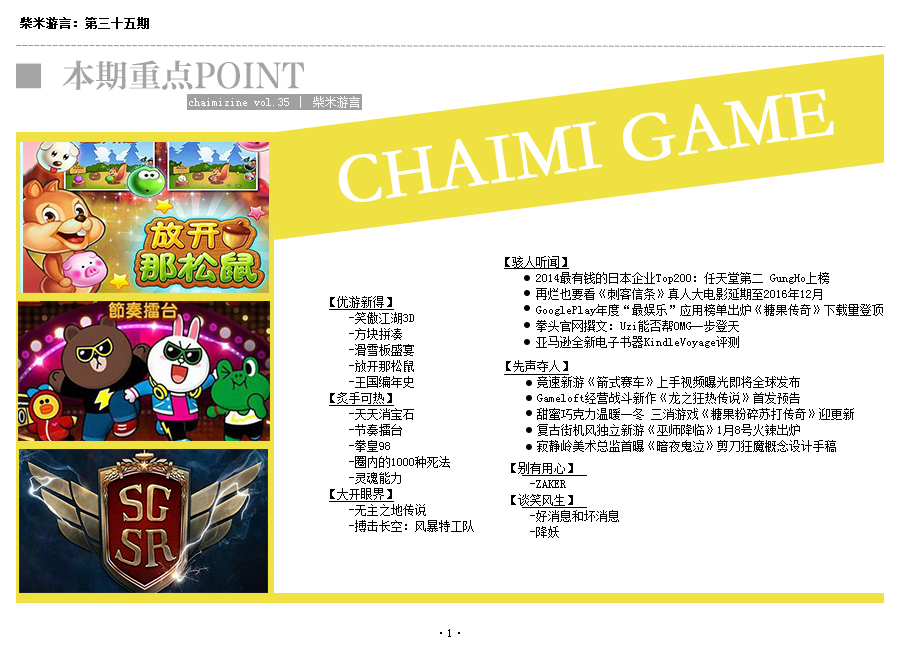 柴米游言：第三十五期
本期重点POINT
chaimizine vol.35 | 柴米游言
CHAIMI GAME
放开
那松鼠
節奏擂台
SG
SR
【优游新得】
-笑傲江湖3D
-方块拼凑
-滑雪板盛宴
-放开那松鼠
-王国编年史
【炙手可热】
-天天消宝石
-节奏擂台
-拳皇98
-圈内的1000种死法
-灵魂能力
【大开眼界】
-无主之地传说
-搏击长空：风暴特工队
【骇人听闻】
● 2014最有钱的日本企业Top200：任天堂第二 GungHo上榜
● 再烂也要看《刺客信条》真人大电影延期至2016年12月
● GooglePlay年度“最娱乐”应用榜单出炉《糖果传奇》下载量登顶
● 拳头官网撰文：Uzi能否帮OMG一步登天
● 亚马逊全新电子书器KindleVoyage评测
【先声夺人】
● 竞速新游《箭式赛车》上手视频曝光即将全球发布
● Gameloft经营战斗新作《龙之狂热传说》首发预告
● 甜蜜巧克力温暖一冬 三消游戏《糖果粉碎苏打传奇》迎更新
● 复古街机风独立新游《巫师降临》1月8号火辣出炉
● 寂静岭美术总监首曝《暗夜鬼泣》剪刀狂魔概念设计手稿
【别有用心】
-ZAKER
【谈笑风生】
-好消息和坏消息
-降妖
·1·